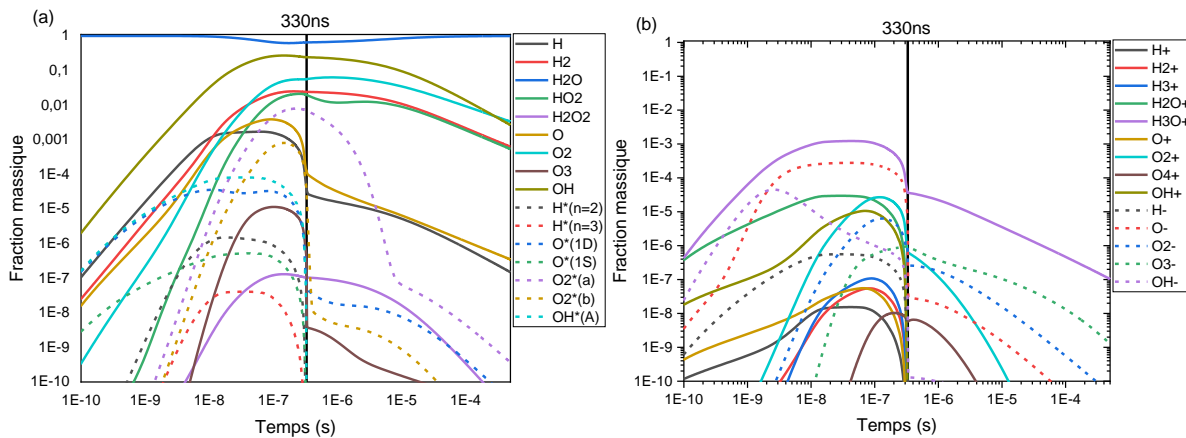 (a)
330ns
Fraction massique
1
0,1
0,01
0,001
1E-4
1E-5
1E-6
1E-7
1E-8
1E-9
1E-10
1E-10
1E-9
1E-8
1E-7
1E-6
1E-5
1E-4
Temps (s)
H
H2
H2O
HO2
H2O2
O
O2
O3
OH
H*(n=2)
H*(n=3)
O*(1D)
O*(1S)
O2*(a)
O2*(b)
OH*(A)
(b)
330ns
Fraction massique
1
1E-1
1E-2
1E-3
1E-4
1E-5
1E-6
1E-7
1E-8
1E-9
1E-10
1E-10
1E-9
1E-8
1E-7
1E-6
1E-5
1E-4
Temps (s)
H+
H2+
H3+
H2O+
H3O+
O+
O2+
O4+
OH+
H-
O-
O2-
O3-
OH-